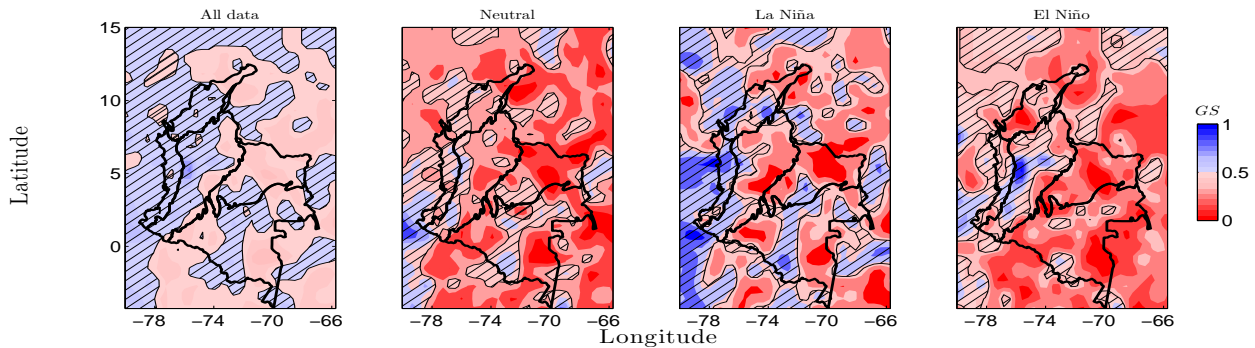 All data Neutral La Niña El Niño
15
10
5
0
Latitude
−78 −74 −70 −66 −78 −74 −70 −66 −78 −74 −70 −66 −78 −74 −70 −66
Longitude
GS
1
0.5
0